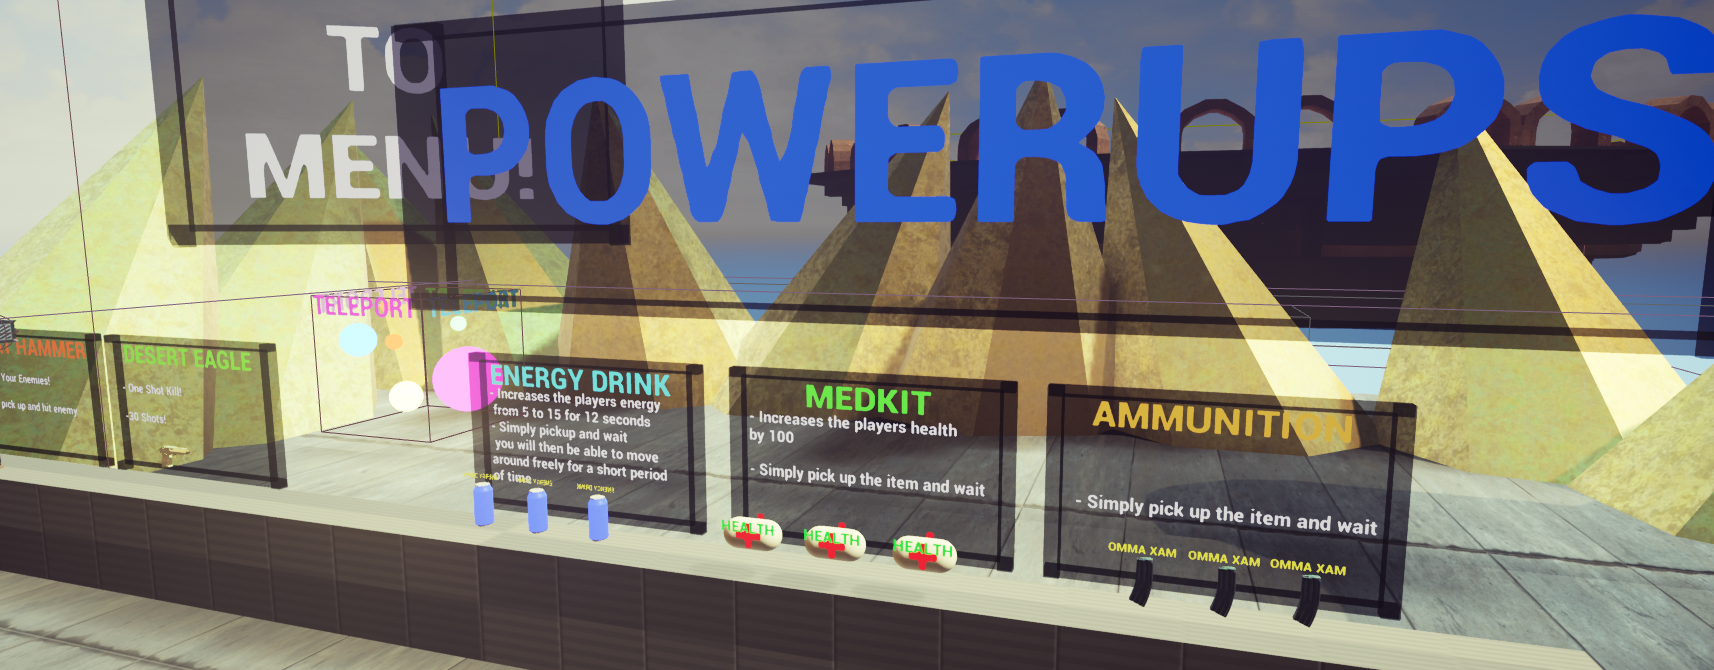 TO
MENU!
POWERUPS
TELEPORT
HAMMER
Your Enemies!
pick up and hit enemy
DESERT EAGLE
- One Shot Kill!
-30 Shots!
ENERGY DRINK
- Increases the players energy
from 5 to 15 for 12 seconds
- Simply pickup and wait
you will then be able to move
around freely for a short period
of time
ENERGY DRINK
MEDKIT
- Increases the players health
by 100
- Simply pick up the item and wait
HEALTH
HEALTH
HEALTH
AMMUNITION
- Simply pick up the item and wait
OMMA XAM
OMMA XAM
OMMA XAM